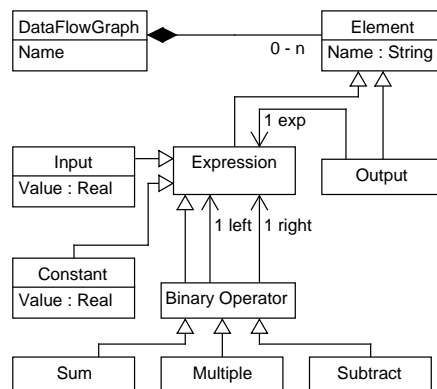 DataFlowGraph
Name
Element
Name : String
0 - n
1 exp
Input
Value : Real
Expression
Output
1 left
1 right
Constant
Value : Real
Binary Operator
Sum
Multiple
Subtract